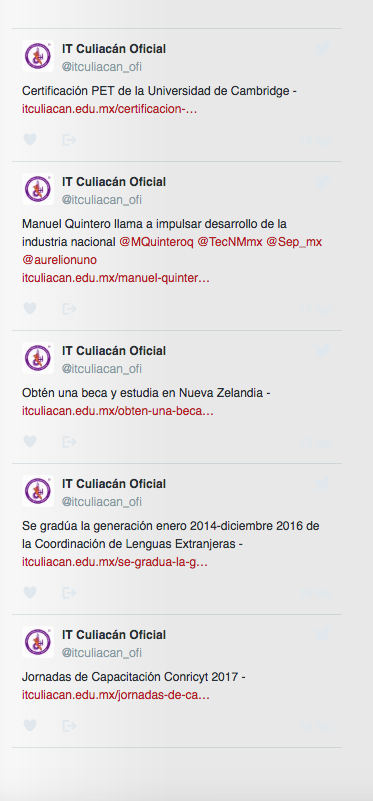 IT Culiacán Oficial
@itculiacan_ofi
Certificación PET de la Universidad de Cambridge -
itculiacan.edu.mx/certificacion-…
IT Culiacán Oficial
@itculiacan_ofi
Manuel Quintero llama a impulsar desarrollo de la
industria nacional @MQuinteroq @TecNMmx @Sep_mx
@aurelionuno
itculiacan.edu.mx/manuel-quinter…
IT Culiacán Oficial
@itculiacan_ofi
Obtén una beca y estudia en Nueva Zelandia -
itculiacan.edu.mx/obten-una-beca…
IT Culiacán Oficial
@itculiacan_ofi
Se gradúa la generación enero 2014-diciembre 2016 de
la Coordinación de Lenguas Extranjeras -
itculiacan.edu.mx/se-gradua-la-g…
IT Culiacán Oficial
@itculiacan_ofi
Jornadas de Capacitación Conricyt 2017 -
itculiacan.edu.mx/jornadas-de-ca…